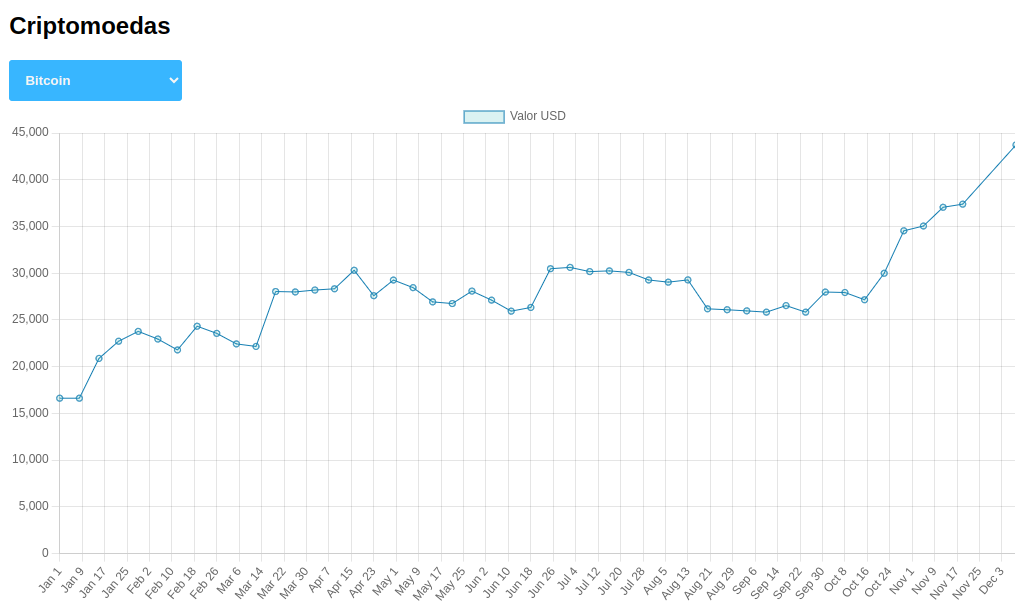 Criptomoedas
Bitcoin
Valor USD
45,000
40,000
35,000
30,000
25,000
20,000
15,000
10,000
5,000
0
Jan 1
Jan 9
Jan 17
Jan 25
Feb 2
Feb 10
Feb 18
Feb 26
Mar 6
Mar 14
Mar 22
Mar 30
Apr 7
Apr 15
Apr 23
May 1
May 9
May 17
May 25
Jun 2
Jun 10
Jun 18
Jun 26
Jul 4
Jul 12
Jul 20
Jul 28
Aug 5
Aug 13
Aug 21
Aug 29
Sep 6
Sep 14
Sep 22
Sep 30
Oct 8
Oct 16
Oct 24
Nov 1
Nov 9
Nov 17
Nov 25
Dec 3